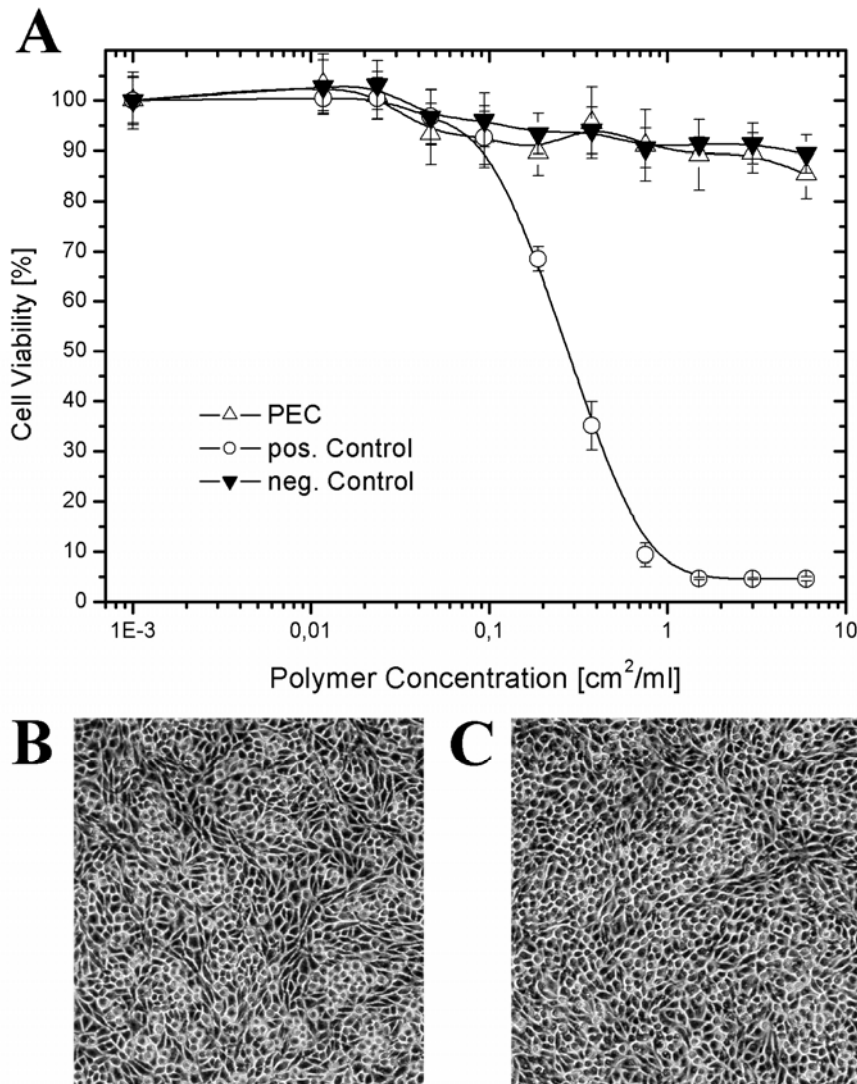 A
110
100
90
80
70
60
50
40
30
20
10
0
Cell Viability [%]
PEC
pos. Control
neg. Control
1E-3 0,01 0,1 1 10
Polymer Concentration [cm²/ml]
B C